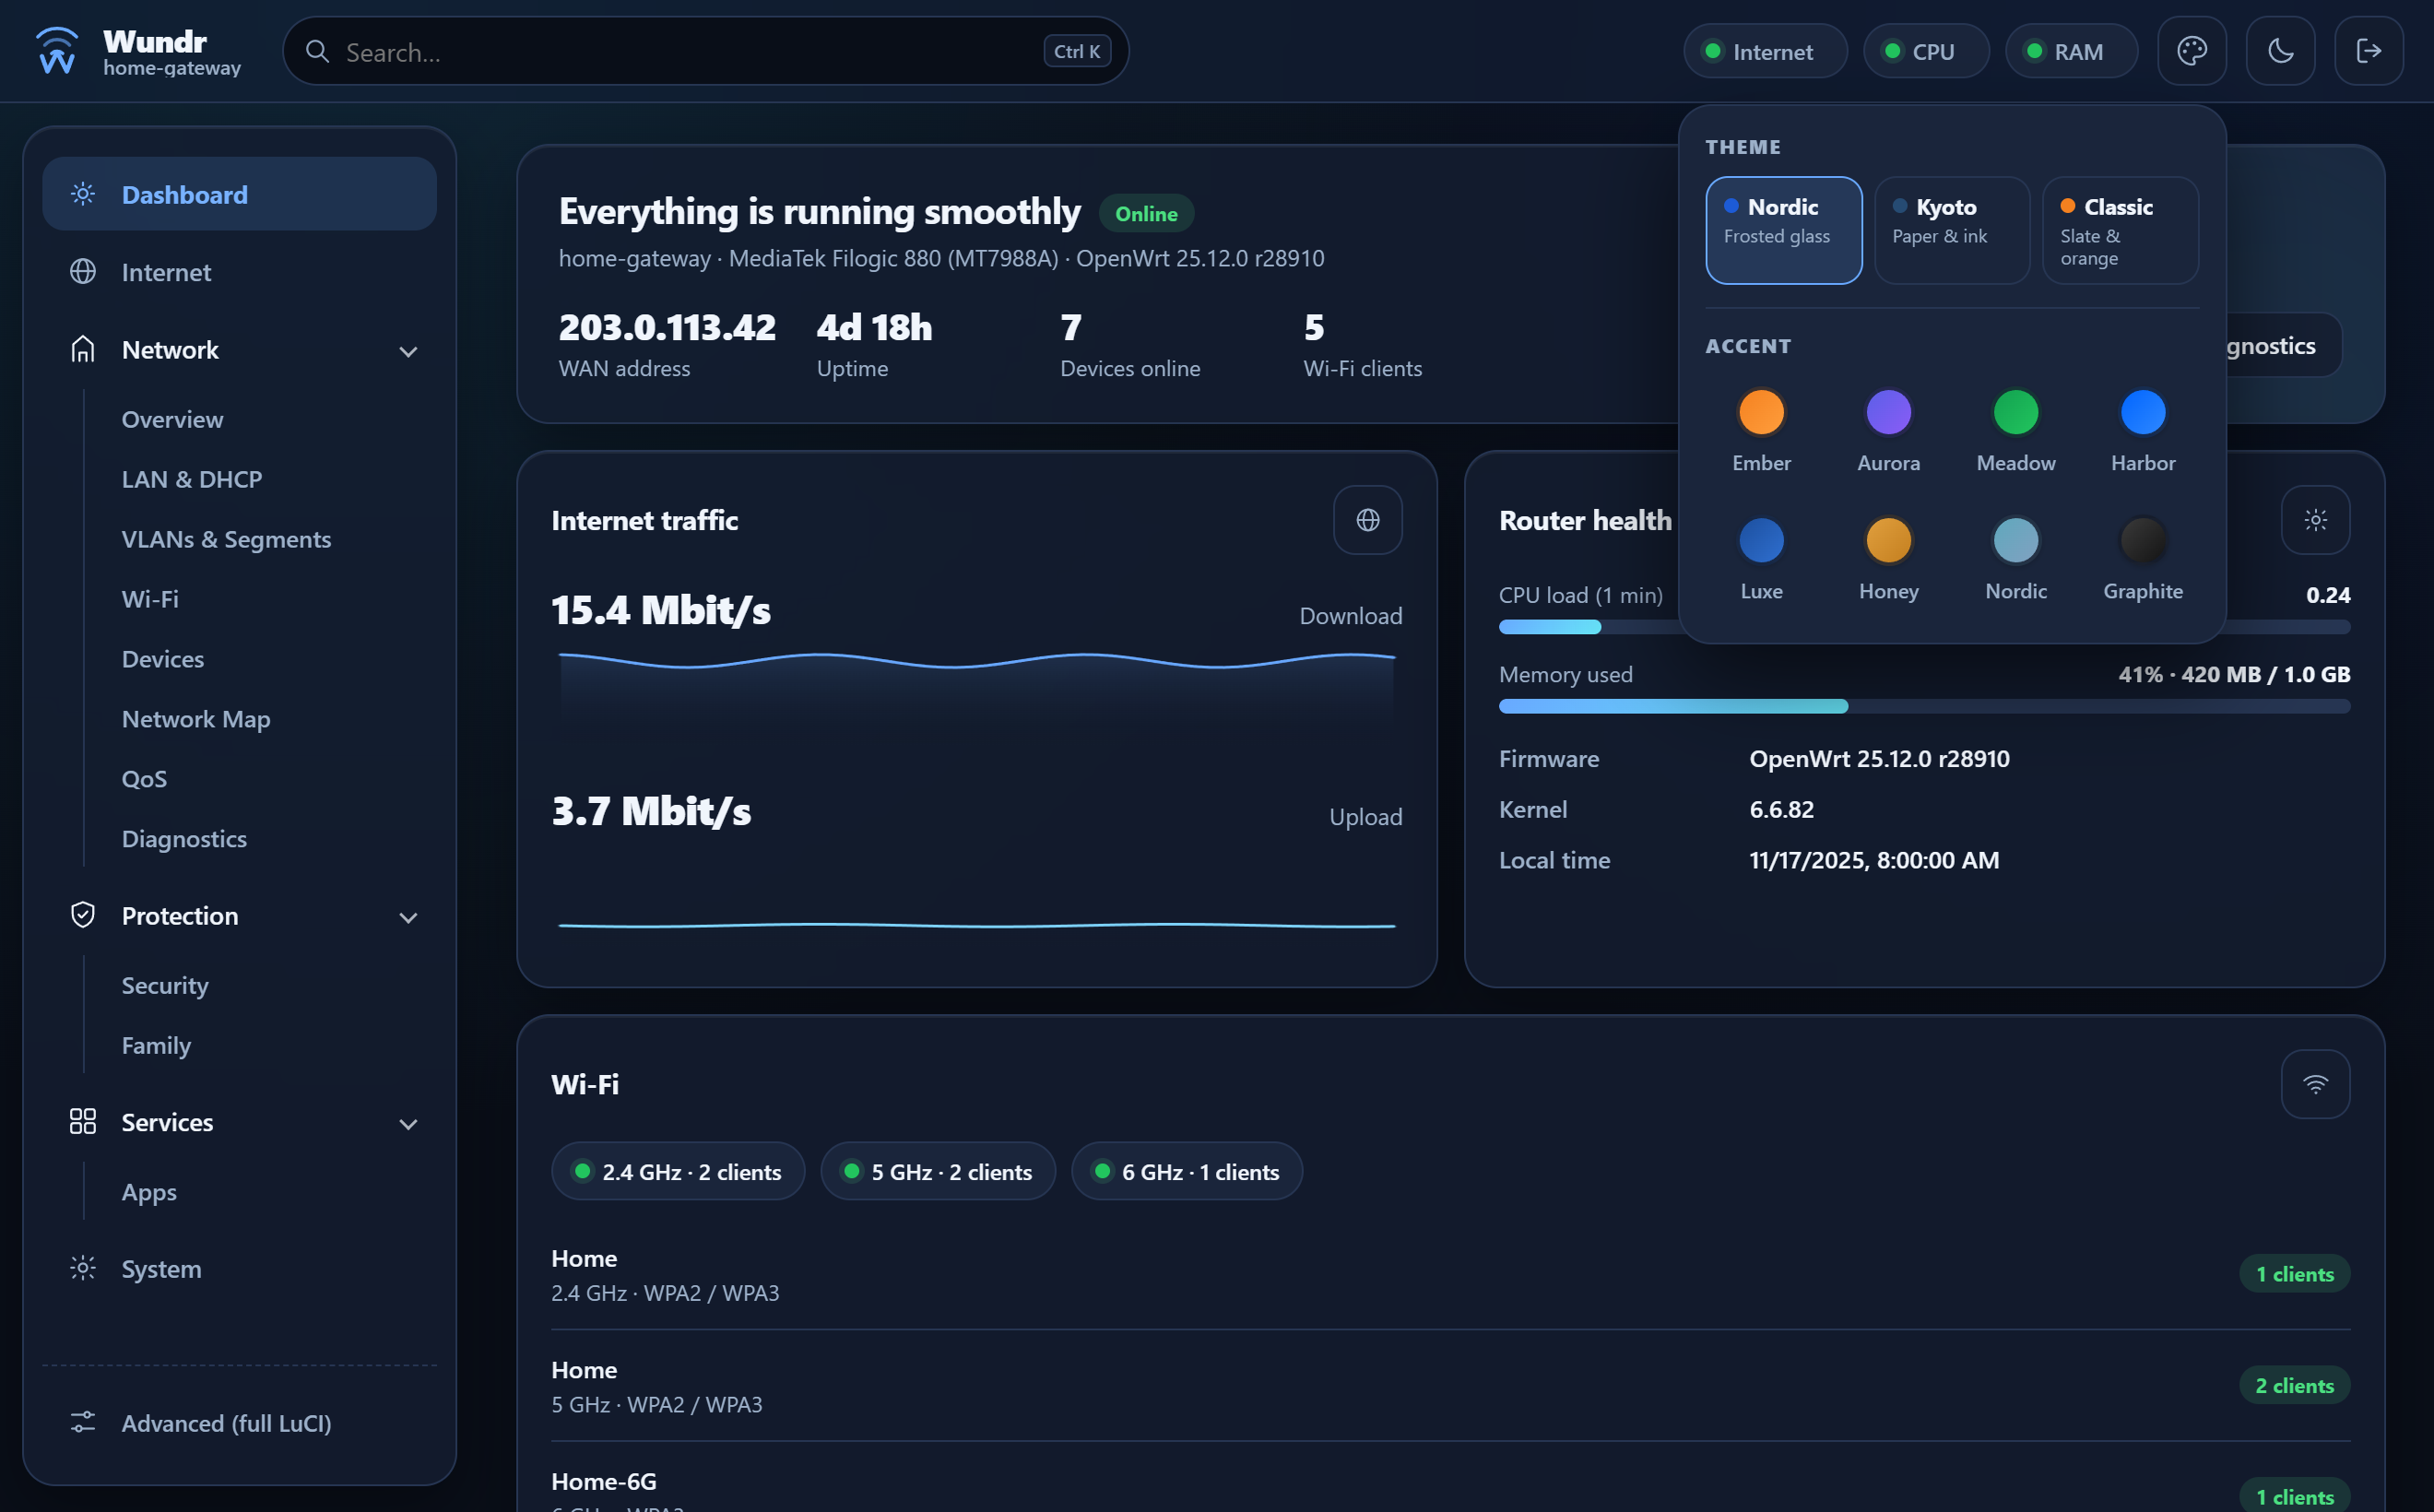 Wundr
home-gateway
Search...
Ctrl K
Internet
CPU
RAM
Dashboard
Internet
Network
Overview
LAN & DHCP
VLANs & Segments
Wi-Fi
Devices
Network Map
QoS
Diagnostics
Protection
Security
Family
Services
Apps
System
Advanced (full LuCI)
Everything is running smoothly
Online
home-gateway · MediaTek Filogic 880 (MT7988A) · OpenWrt 25.12.0 r28910
203.0.113.42
WAN address
4d 18h
Uptime
7
Devices online
5
Wi-Fi clients
gnostics
THEME
Nordic
Frosted glass
Kyoto
Paper & ink
Classic
Slate &
orange
ACCENT
Ember
Aurora
Meadow
Harbor
Luxe
Honey
Nordic
Graphite
Internet traffic
15.4 Mbit/s
Download
3.7 Mbit/s
Upload
Router health
CPU load (1 min)
0.24
Memory used
41% · 420 MB / 1.0 GB
Firmware
OpenWrt 25.12.0 r28910
Kernel
6.6.82
Local time
11/17/2025, 8:00:00 AM
Wi-Fi
2.4 GHz · 2 clients
5 GHz · 2 clients
6 GHz · 1 clients
Home
2.4 GHz · WPA2 / WPA3
1 clients
Home
5 GHz · WPA2 / WPA3
2 clients
Home-6G
6 GHz · WPA3
1 clients